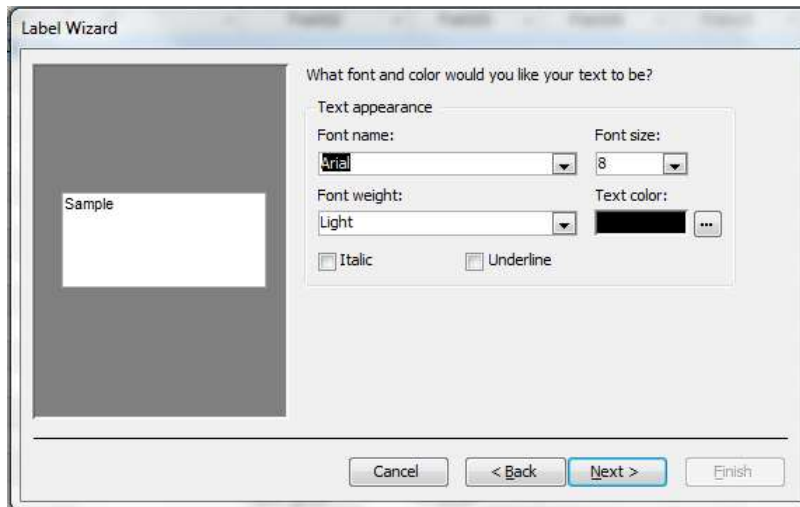 Label Wizard
What font and color would you like your text to be?
Text appearance
Font name:
Font size:
Arial
8
Sample
Font weight:
Text color:
Light
...
Italic
Underline
Cancel
< Back
Next >
Finish